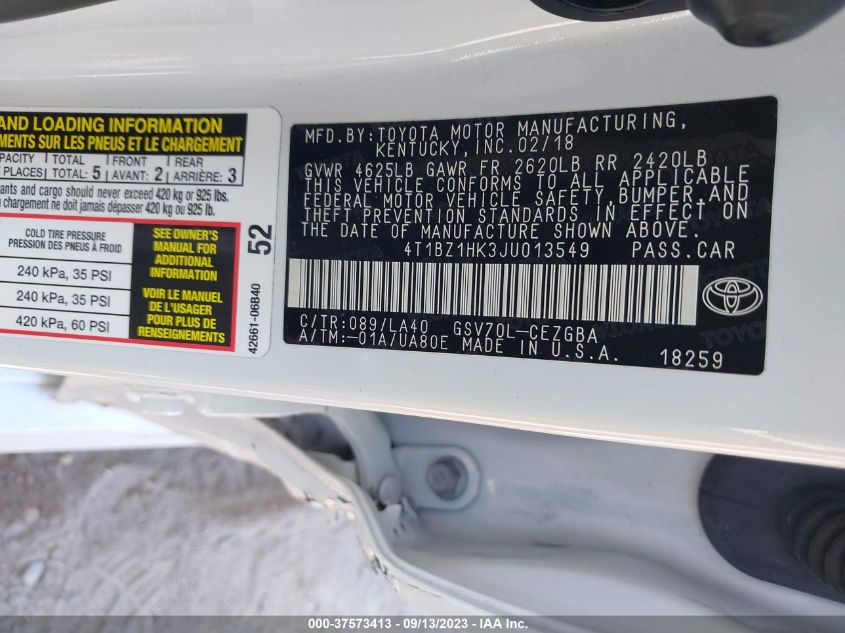 AND LOADING INFORMATION
MENTS SUR LES PNEUS ET LE CHARGEMENT
PACITY TOTAL FRONT REAR
PLACES TOTAL: 5 AVANT: 2 ARRIÈRE: 3
ants and cargo should never exceed 420 kg or 925 lbs.
chargement ne doit jamais dépasser 420 kg ou 925 lb.
COLD TIRE PRESSURE
PRESSION DES PNEUS À FROID
240 kPa, 35 PSI
240 kPa, 35 PSI
420 kPa, 60 PSI
SEE OWNER'S
MANUAL FOR
ADDITIONAL
INFORMATION
VOIR LE MANUEL
DE L'USAGER
POUR PLUS DE
RENSEIGNEMENTS
52
42661-06B40
MFD.BY:TOYOTA MOTOR MANUFACTURING,
KENTUCKY, INC.02/18
GVWR 4625LB GAWR FR 2620LB RR 2420LB
THIS VEHICLE CONFORMS TO ALL APPLICABLE
FEDERAL MOTOR VEHICLE SAFETY,BUMPER,AND
THEFT PREVENTION STANDARDS IN EFFECT ON
THE DATE OF MANUFACTURE SHOWN ABOVE.
4T1BZ1HK3JU013549 PASS.CAR
C/TR:089/LA40 GSV70L-CEZGBA
A/TM:-01A/UA80E MADE IN U.S.A. 18259
TOYOTA
000-37573413 - 09/13/2023 -